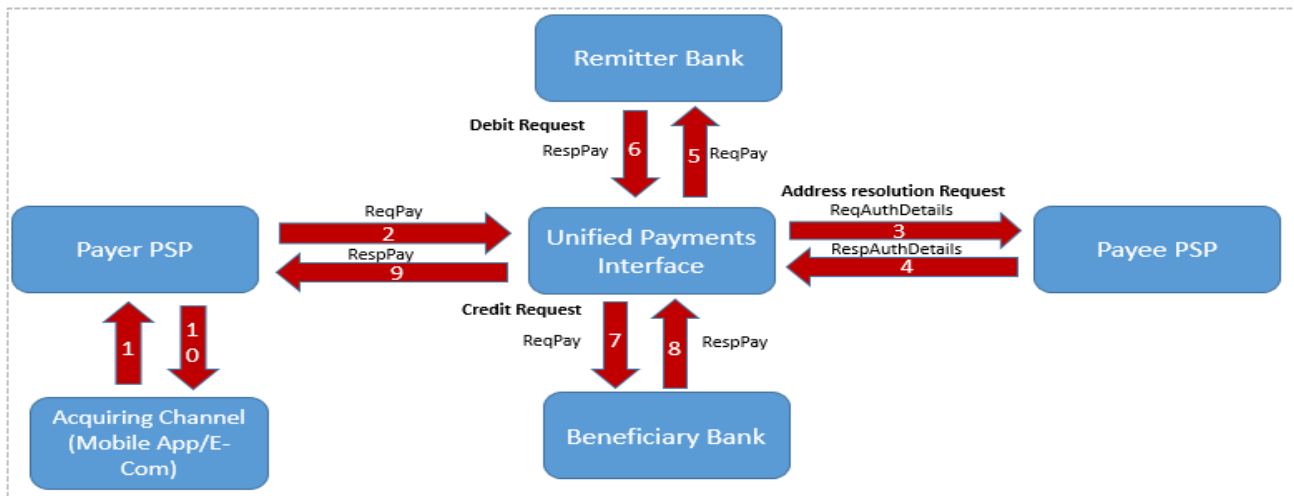 Remitter Bank
Debit Request
RespPay
6
5
ReqPay
Address resolution Request
ReqAuthDetails
3
RespAuthDetails
4
ReqPay
2
RespPay
9
Payer PSP
Unified Payments
Interface
Payee PSP
Credit Request
ReqPay
7
8
RespPay
1
1
0
Acquiring Channel
(Mobile App/E-
Com)
Beneficiary Bank